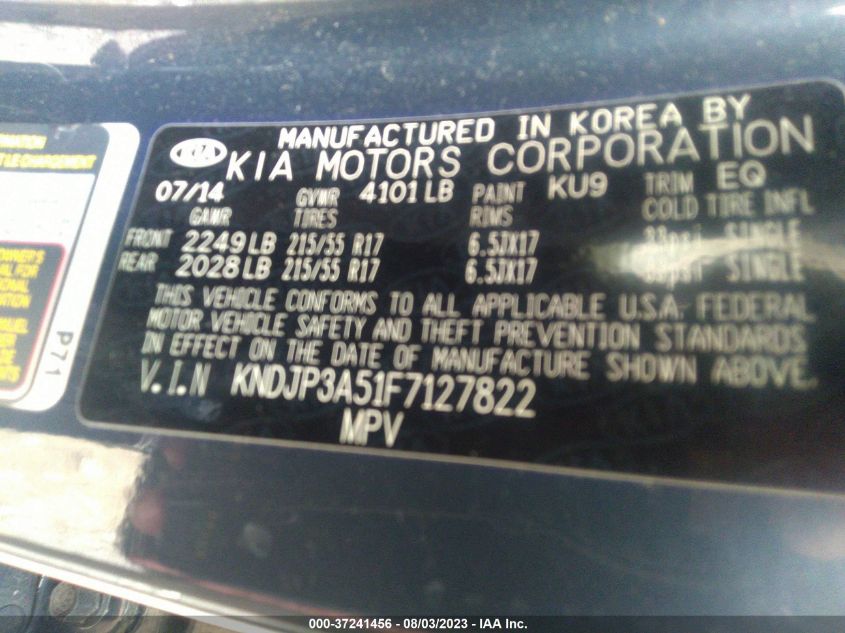 MANUFACTURED IN KOREA BY
KIA KIA MOTORS CORPORATION
07/14 GVWR 4101 LB PAINT KU9 TRIM EQ
GAWR TIRES RIMS COLD TIRE INFL
FRONT 2249 LB 215/55 R17 6.5JX17 33psi SINGLE
REAR 2028 LB 215/55 R17 6.5JX17 33psi SINGLE
THIS VEHICLE CONFORMS TO ALL APPLICABLE U.S.A. FEDERAL
MOTOR VEHICLE SAFETY AND THEFT PREVENTION STANDARDS
IN EFFECT ON THE DATE OF MANUFACTURE SHOWN ABOVE.
V.I.N KNDJP3A51F7127822
MPV
P71
000-37241456 - 08/03/2023 - IAA Inc.